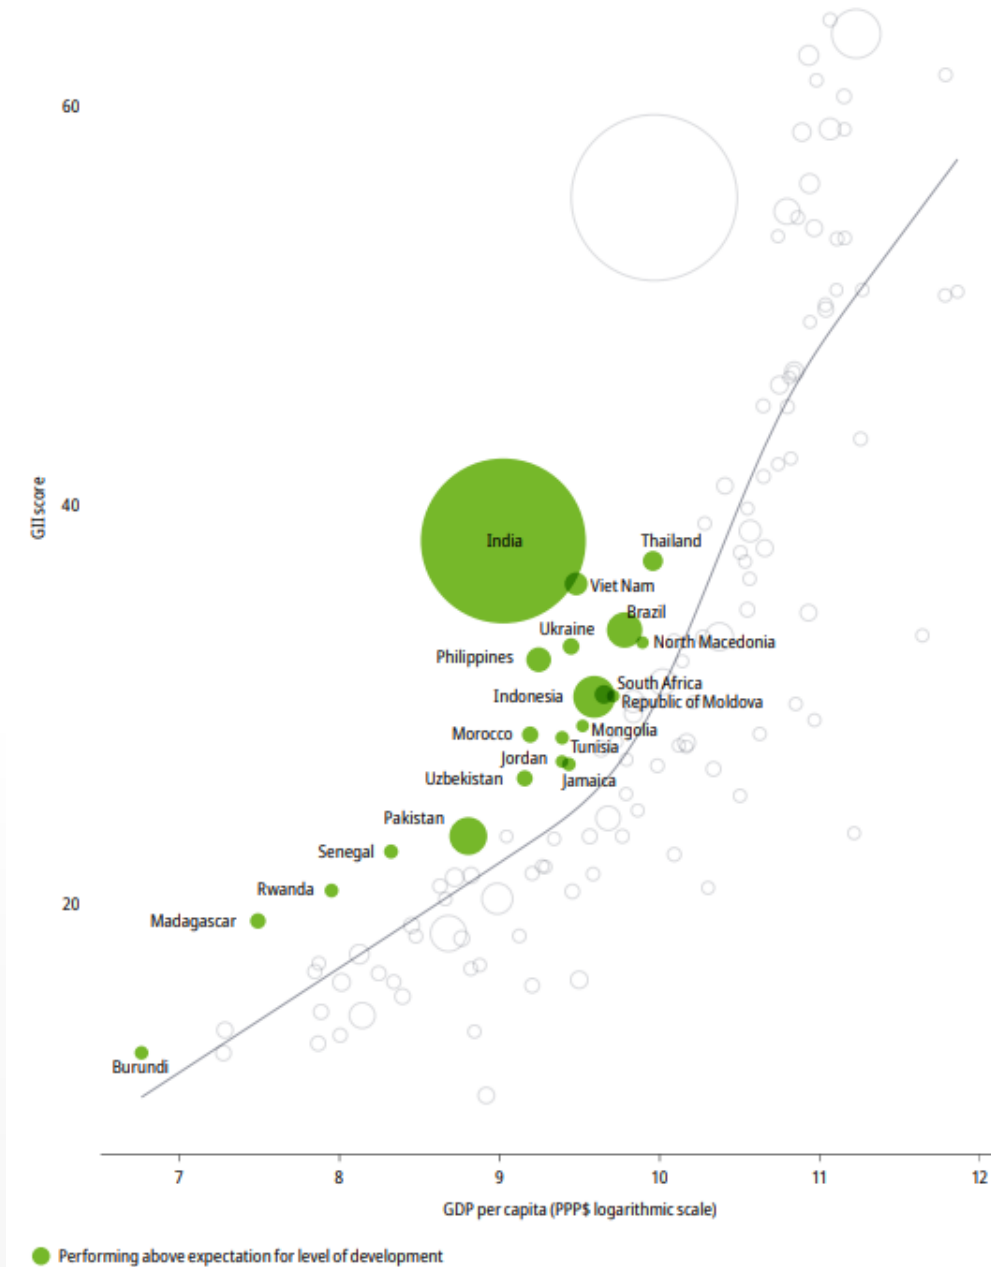 60
GII score
40
India
Thailand
Viet Nam
Brazil
Ukraine
North Macedonia
Philippines
South Africa
Indonesia
Republic of Moldova
Mongolia
Morocco
Tunisia
Jordan
Uzbekistan
Jamaica
Pakistan
Senegal
Rwanda
20
Madagascar
Burundi
7 8 9 10 11 12
GDP per capita (PPP$ logarithmic scale)
Performing above expectation for level of development